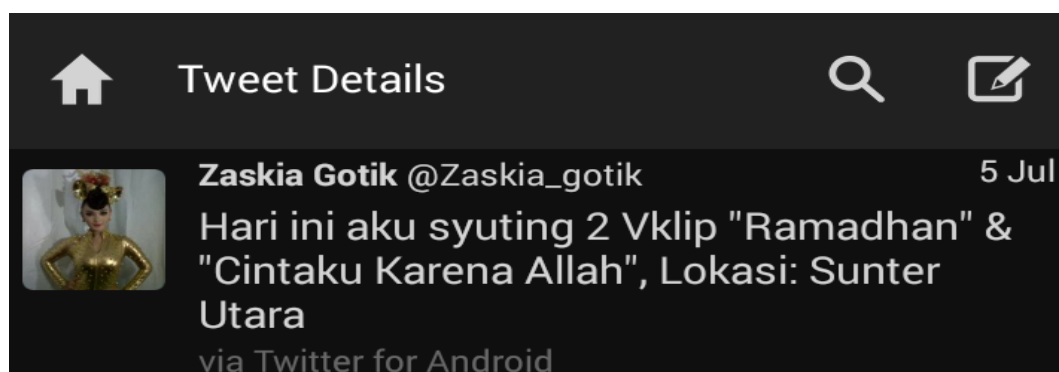 Tweet Details
Zaskia Gotik @Zaskia_gotik 5 Jul
Hari ini aku syuting 2 Vklip "Ramadhan" &
"Cintaku Karena Allah", Lokasi: Sunter
Utara
via Twitter for Android